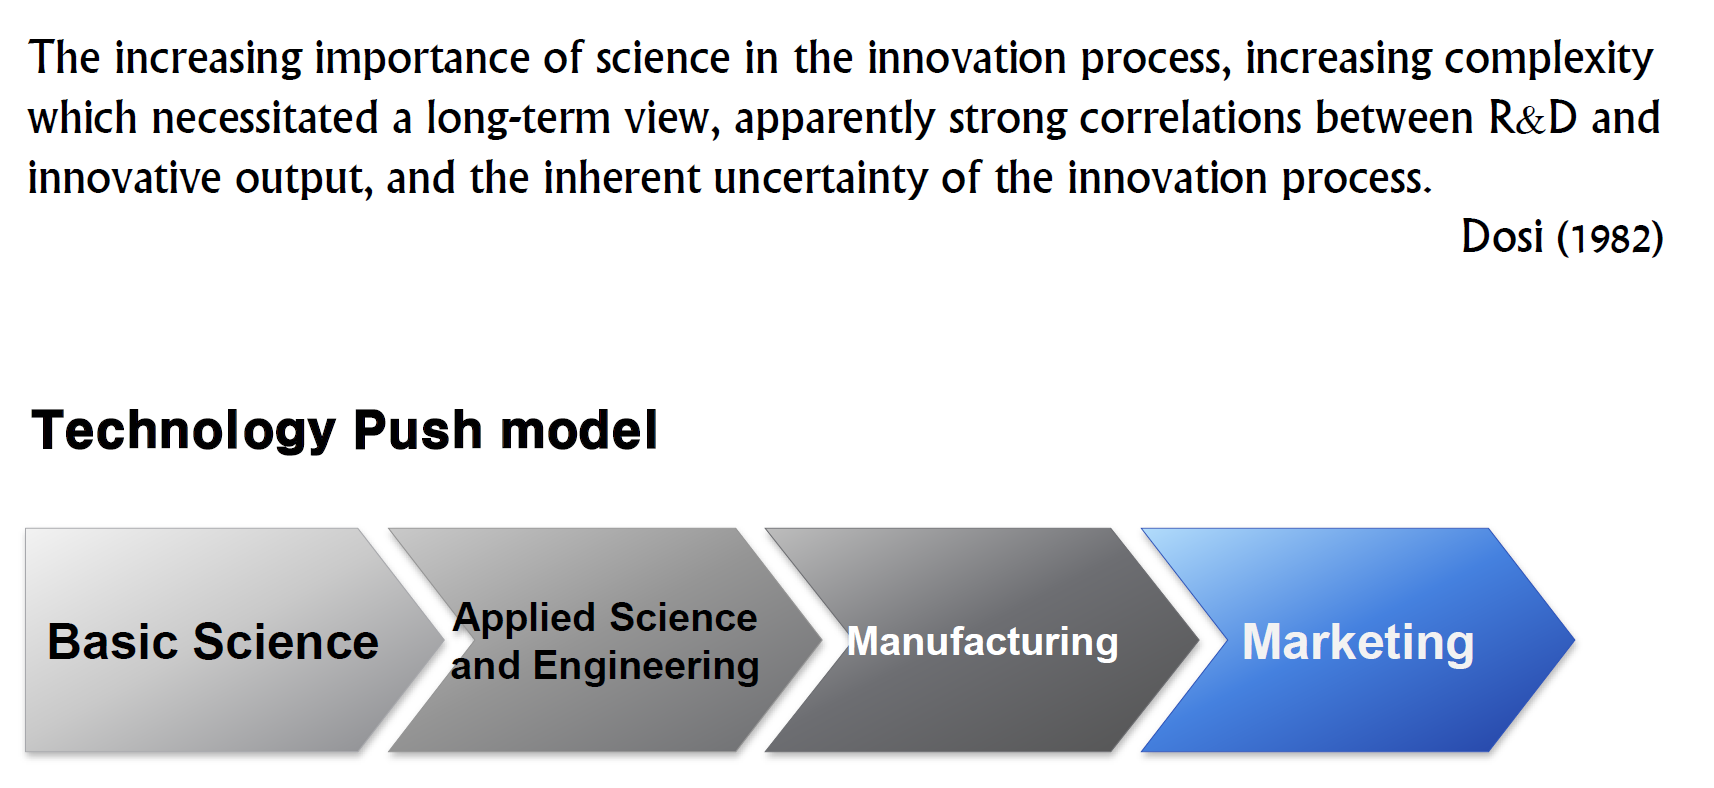 The increasing importance of science in the innovation process, increasing complexity
which necessitated a long-term view, apparently strong correlations between R&D and
innovative output, and the inherent uncertainty of the innovation process.
Dosi (1982)
Technology Push model
Basic Science
Applied Science
and Engineering
Manufacturing
Marketing